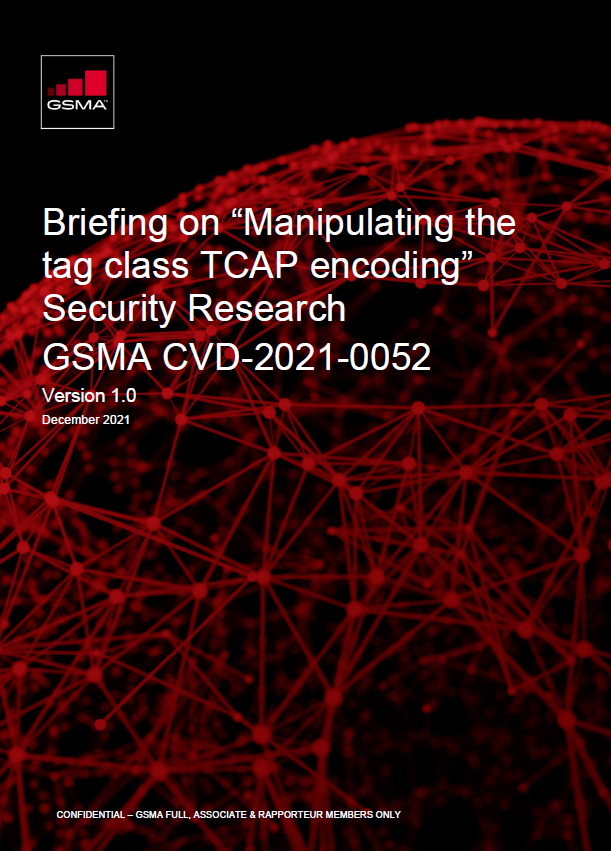 GSMA™
Briefing on “Manipulating the
tag class TCAP encoding”
Security Research
GSMA CVD-2021-0052
Version 1.0
December 2021
CONFIDENTIAL – GSMA FULL, ASSOCIATE & RAPPORTEUR MEMBERS ONLY